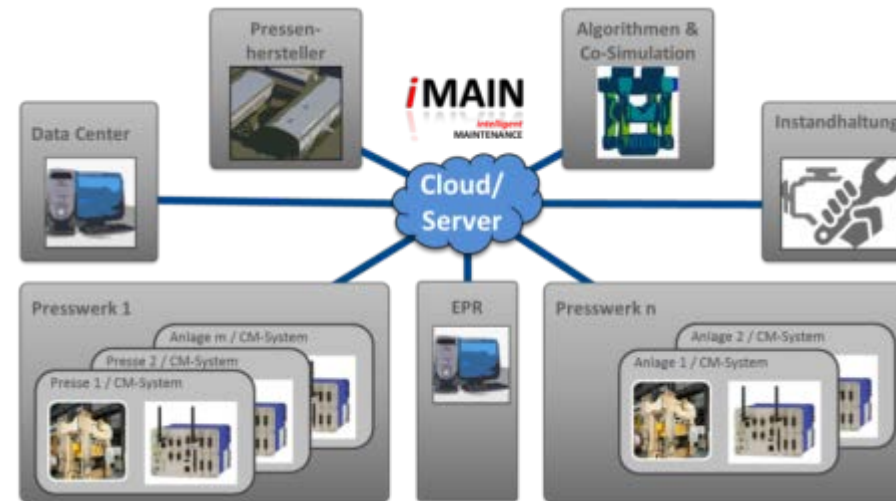 Pressen-
hersteller
Algorithmen &
Co-Simulation
iMAIN
intelligent
MAINTENANCE
Data Center
Instandhaltung
Cloud/
Server
Presswerk 1
Anlage m / CM-System
Presse 2 / CM-System
Presse 1 / CM-System
EPR
Presswerk n
Anlage 2 / CM-System
Anlage 1 / CM-System